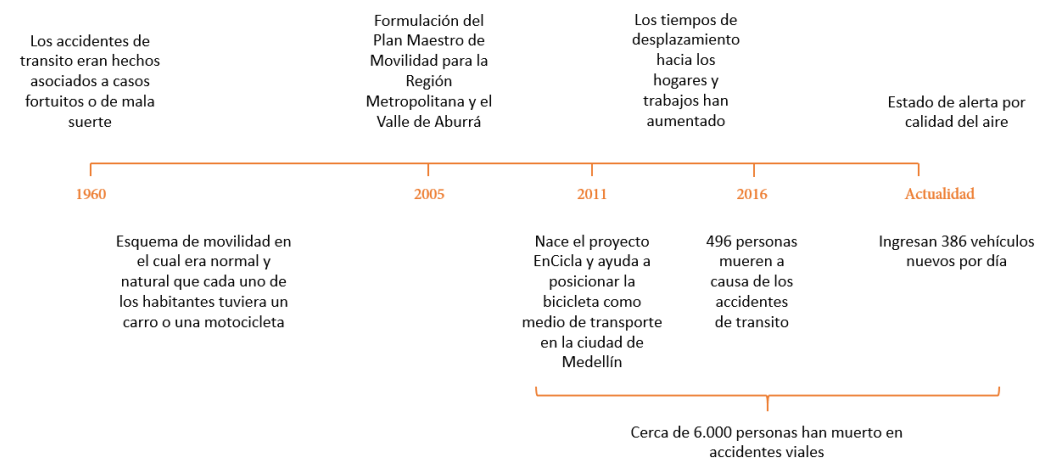 Los accidentes de
transito eran hechos
asociados a casos
fortuitos o de mala
suerte
Formulación del
Plan Maestro de
Movilidad para la
Región
Metropolitana y el
Valle de Aburrá
Los tiempos de
desplazamiento
hacia los
hogares y
trabajos han
aumentado
Estado de alerta por
calidad del aire
1960
2005
2011
2016
Actualidad
Esquema de movilidad en
el cual era normal y
natural que cada uno de
los habitantes tuviera un
carro o una motocicleta
Nace el proyecto
EnCicla y ayuda a
posicionar la
bicicleta como
medio de transporte
en la ciudad de
Medellín
496 personas
mueren a
causa de los
accidentes
de transito
Ingresan 386 vehículos
nuevos por día
Cerca de 6.000 personas han muerto en
accidentes viales